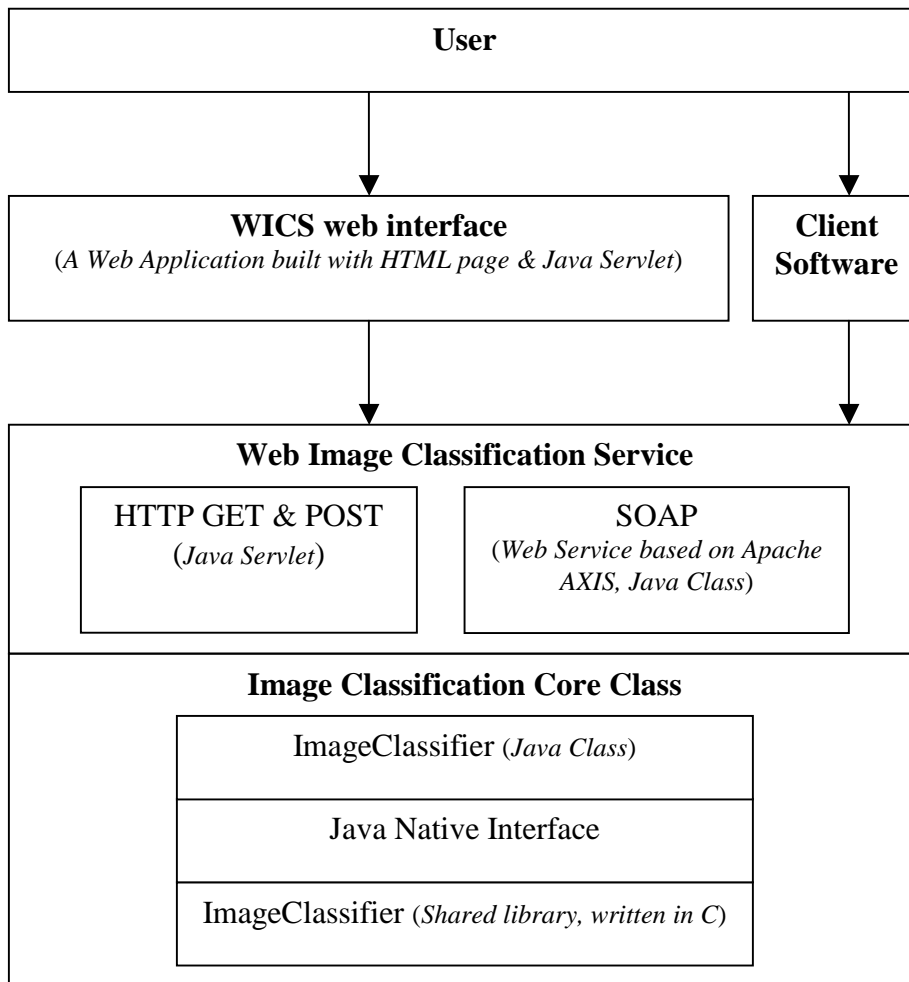 User
WICS web interface
(A Web Application built with HTML page & Java Servlet)
Client
Software
Web Image Classification Service
HTTP GET & POST
(Java Servlet)
SOAP
(Web Service based on Apache
AXIS, Java Class)
Image Classification Core Class
ImageClassifier (Java Class)
Java Native Interface
ImageClassifier (Shared library, written in C)